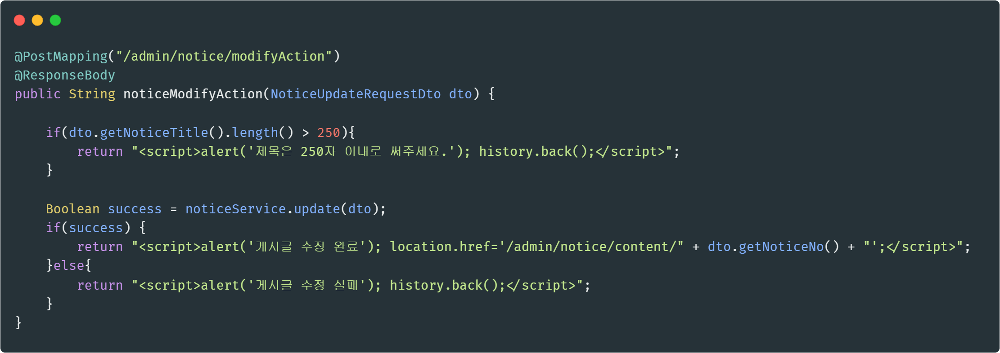 @PostMapping("/admin/notice/modifyAction")
@ResponseBody
public String noticeModifyAction(NoticeUpdateRequestDto dto) {
if(dto.getNoticeTitle().length() > 250){
return "<script>alert('제목은 250자 이내로 써주세요.'); history.back();</script>";
}
Boolean success = noticeService.update(dto);
if(success) {
return "<script>alert('게시글 수정 완료'); location.href='/admin/notice/content/" + dto.getNoticeNo() + "';</script>";
}else{
return "<script>alert('게시글 수정 실패'); history.back();</script>";
}
}